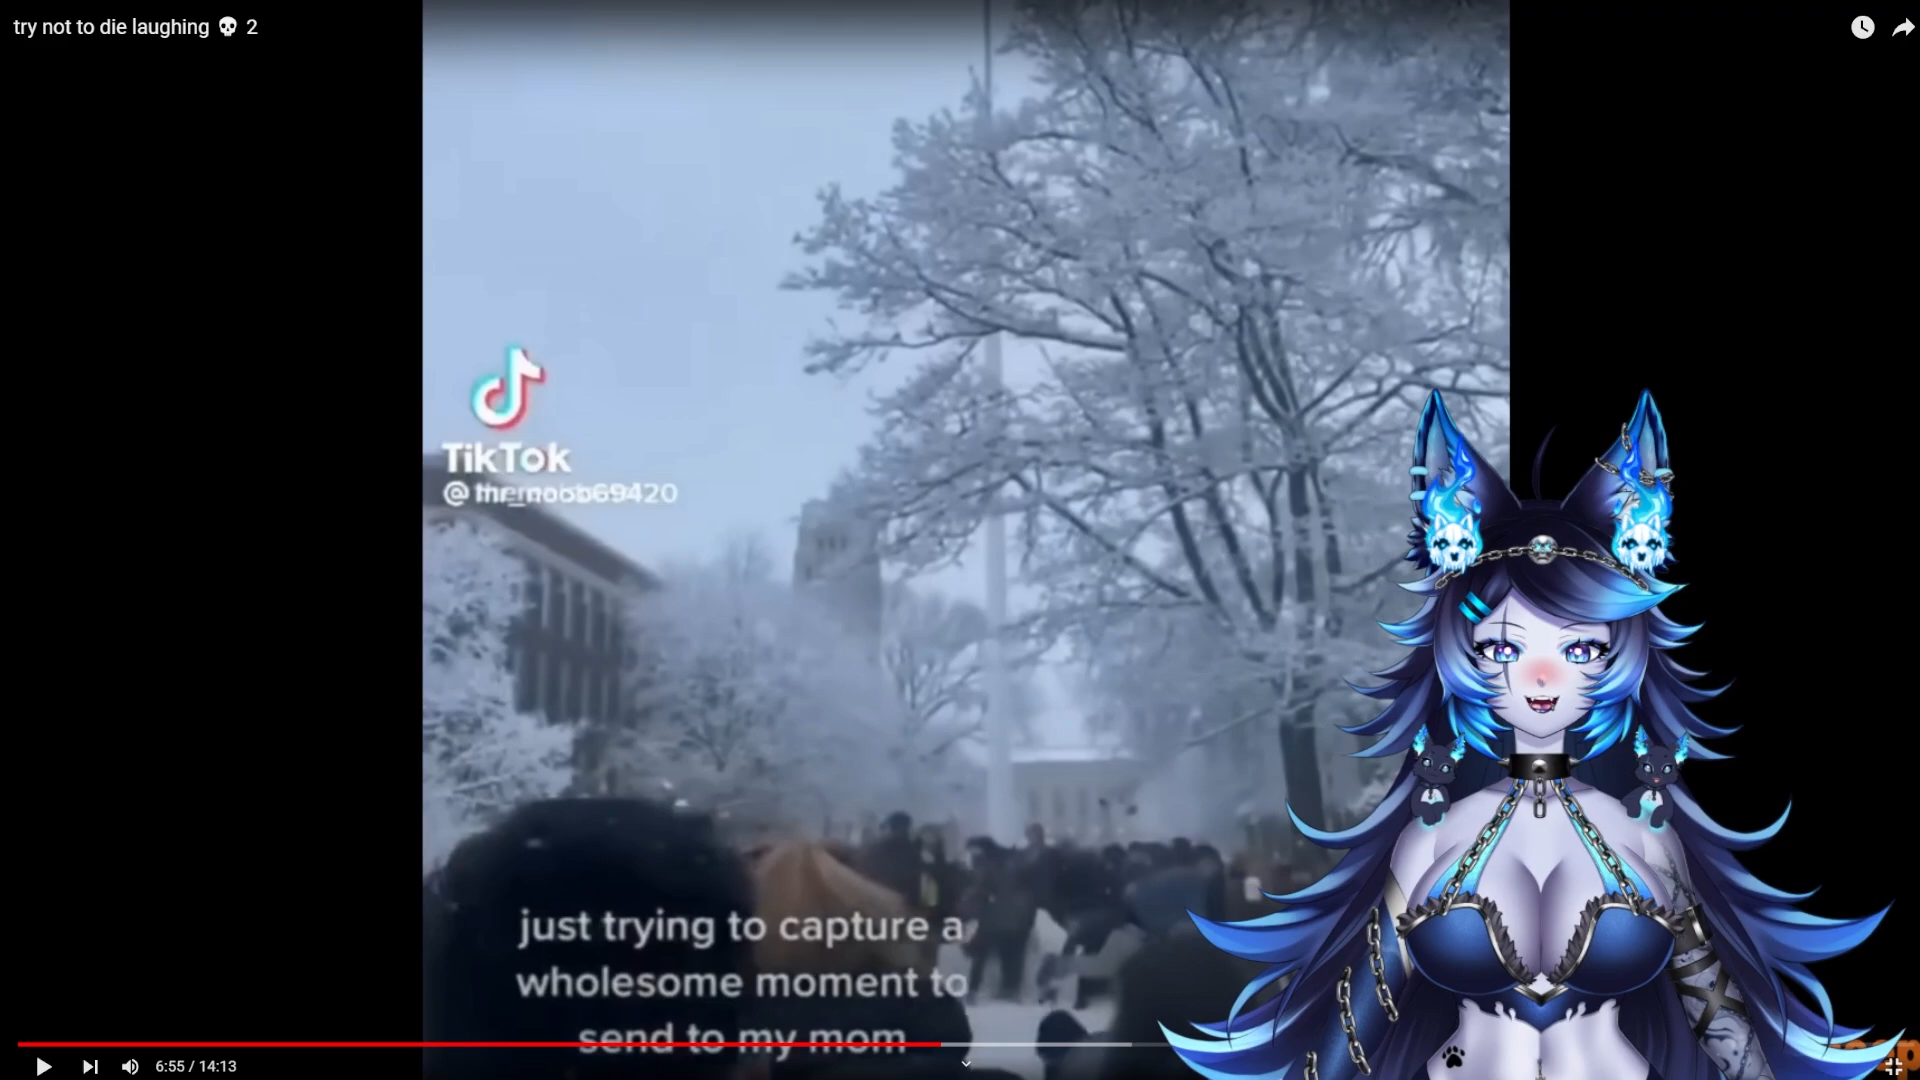 try not to die laughing 💀 2
TikTok
just trying to capture a
wholesome moment to
send to my mom
6:55 / 14:13